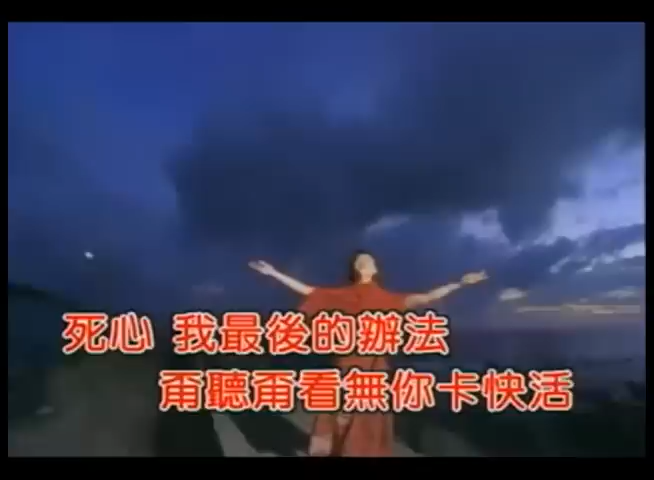 死心 我最後的辦法
甭聽甭看無你卡快活